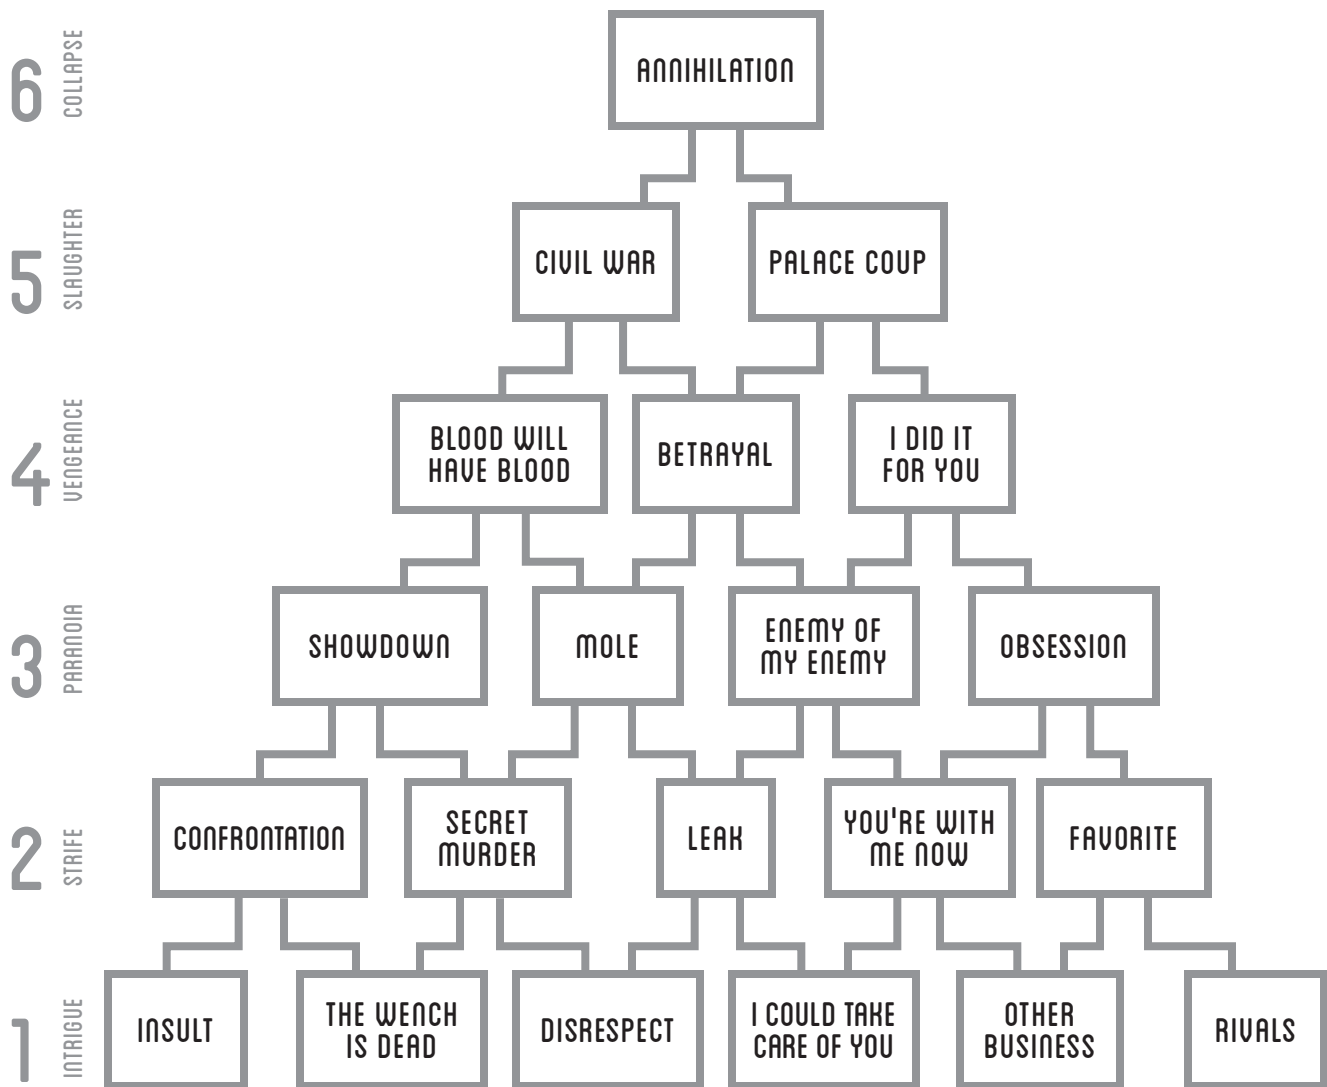 6
COLLAPSE
ANNIHILATION
5
SLAUGHTER
CIVIL WAR
PALACE COUP
4
VENGEANCE
BLOOD WILL
HAVE BLOOD
BETRAYAL
I DID IT
FOR YOU
3
PARANOIA
SHOWDOWN
MOLE
ENEMY OF
MY ENEMY
OBSESSION
2
STRIFE
CONFRONTATION
SECRET
MURDER
LEAK
YOU'RE WITH
ME NOW
FAVORITE
1
INTRIGUE
INSULT
THE WENCH
IS DEAD
DISRESPECT
I COULD TAKE
CARE OF YOU
OTHER
BUSINESS
RIVALS